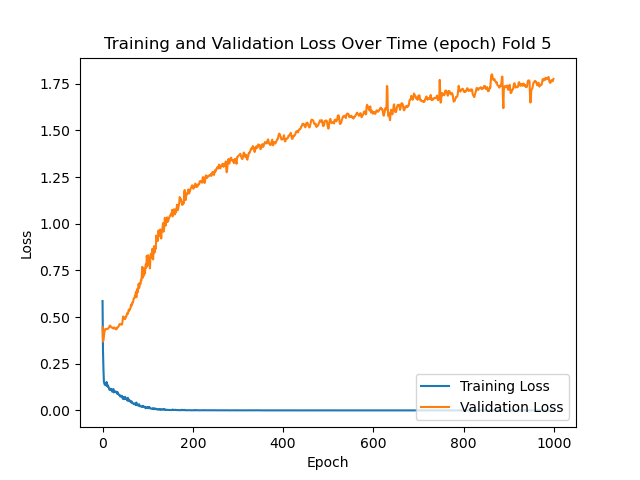 Training and Validation Loss Over Time (epoch) Fold 5
Loss
1.75
1.50
1.25
1.00
0.75
0.50
0.25
0.00
0 200 400 600 800 1000
Epoch
Training Loss
Validation Loss